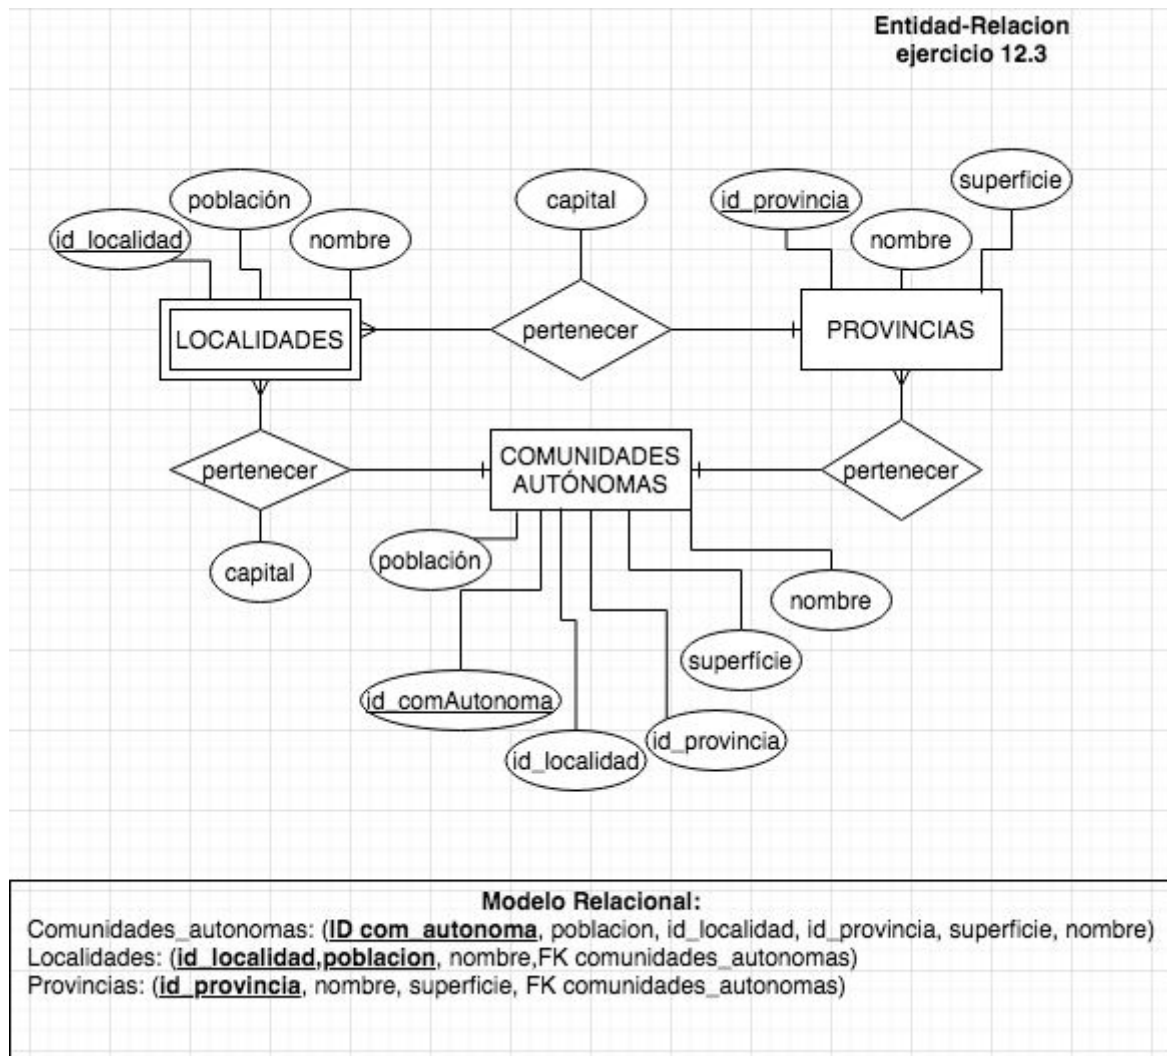 Entidad-Relacion
ejercicio 12.3
superficie
población
capital
id_provincia
id_localidad
nombre
nombre
LOCALIDADES
pertenecer
PROVINCIAS
pertenecer
COMUNIDADES
AUTÓNOMAS
pertenecer
población
capital
nombre
superfície
id_comAutonoma
id_provincia
id_localidad
Modelo Relacional:
Comunidades_autonomas: (ID com_autonoma, poblacion, id_localidad, id_provincia, superficie, nombre)
Localidades: (id_localidad,poblacion, nombre,FK comunidades_autonomas)
Provincias: (id_provincia, nombre, superficie, FK comunidades_autonomas)